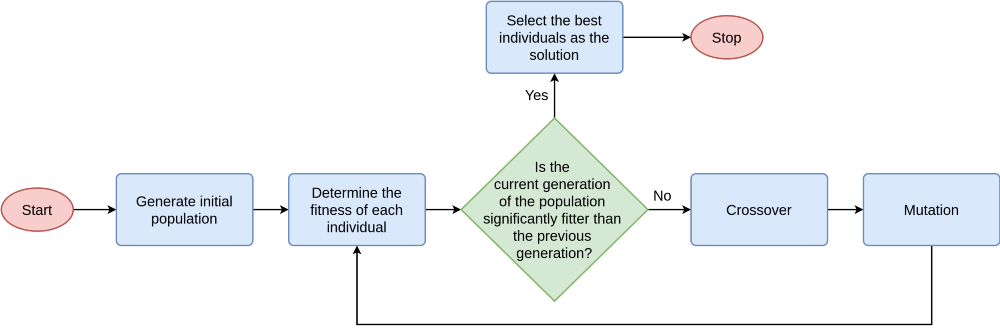 Select the best
individuals as the
solution
Stop
Yes
Start
Generate initial
population
Determine the
fitness of each
individual
Is the
current generation
of the population
significantly fitter than
the previous
generation?
No
Crossover
Mutation